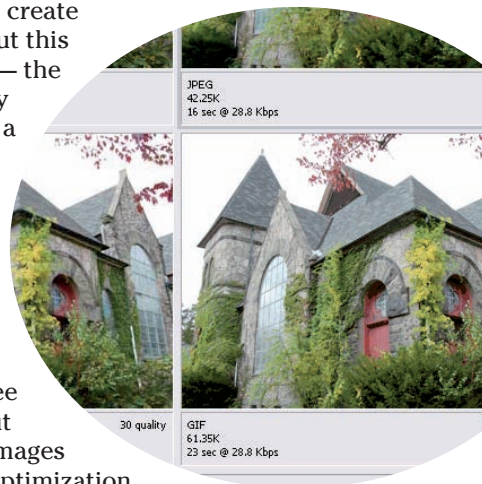 create
ut this
— the
y
a
JPEG
42.25K
16 sec @ 28.8 Kbps
ee
ut
mages
ptimization
30 quality
GIF
61.35K
23 sec @ 28.8 Kbps